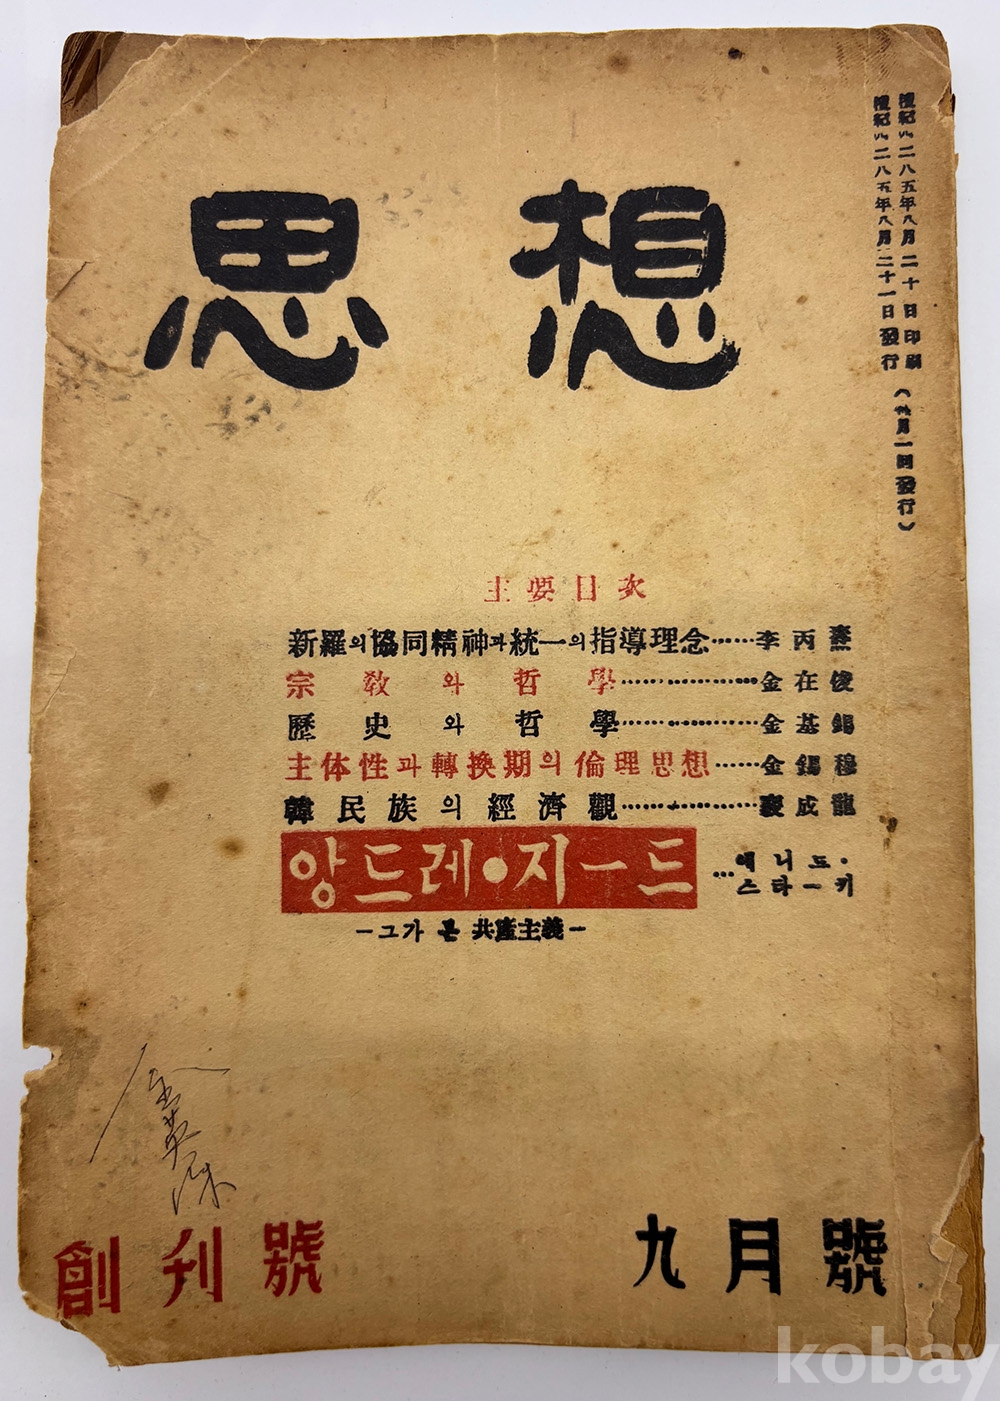 思想
檀紀四二八五年八月二十日印刷
檀紀四二八五年八月二十一日發行
(每月一回發行)
主要目次
新羅의協同精神과統一의指導理念……李丙燾
宗敎와哲學……………金在俊
歷史와哲學……………金基錫
主体性과轉換期의倫理思想……金錫穆
韓民族의經濟觀……………裵成龍
앙드레•지ー드…에니드·
스타ー키
—그가 본 共産主義—
金英
創刊號
九月號
kobay